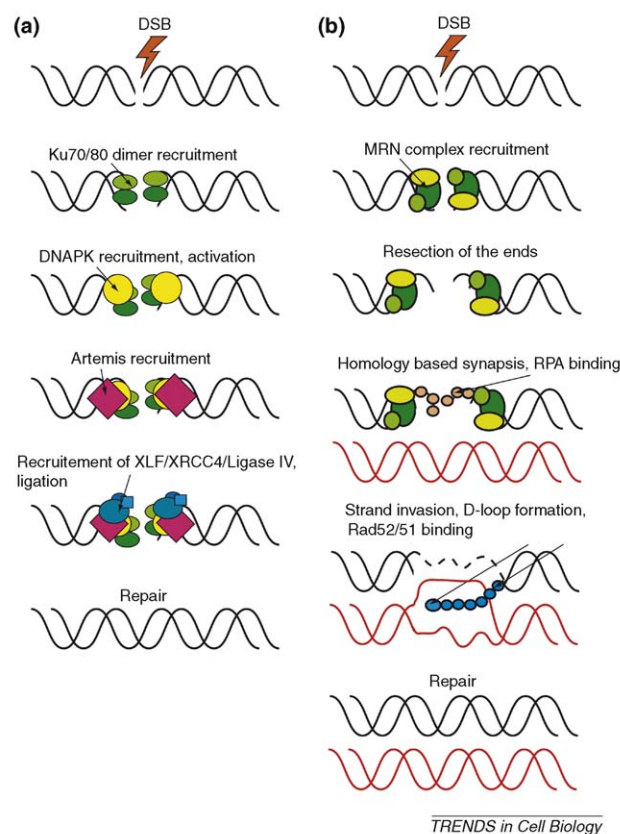 (a)
DSB
Ku70/80 dimer recruitment
DNAPK recruitment, activation
Artemis recruitment
Recruitement of XLF/XRCC4/Ligase IV,
ligation
Repair
(b)
DSB
MRN complex recruitment
Resection of the ends
Homology based synapsis, RPA binding
Strand invasion, D-loop formation,
Rad52/51 binding
Repair
TRENDS in Cell Biology